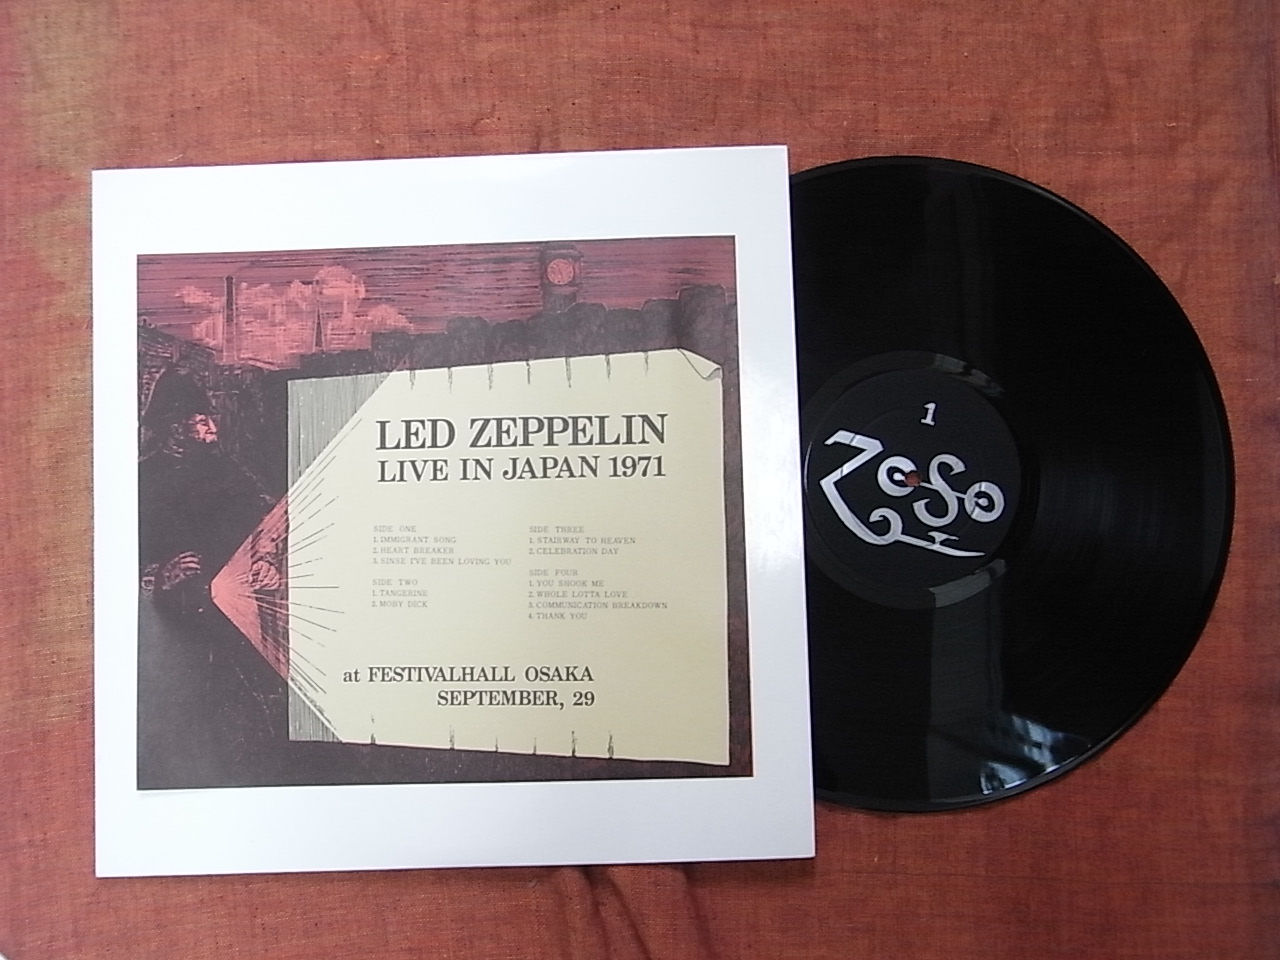 LED ZEPPELIN
LIVE IN JAPAN 1971
SIDE ONE
1. IMMIGRANT SONG
2. HEART BREAKER
3. SINSE I'VE BEEN LOVING YOU
SIDE TWO
1. TANGERINE
2. MOBY DICK
SIDE THREE
1. STAIRWAY TO HEAVEN
2. CELEBRATION DAY
SIDE FOUR
1. YOU SHOOK ME
2. WHOLE LOTTA LOVE
3. COMMUNICATION BREAKDOWN
4. THANK YOU
at FESTIVALHALL OSAKA
SEPTEMBER, 29
1
ZOSO